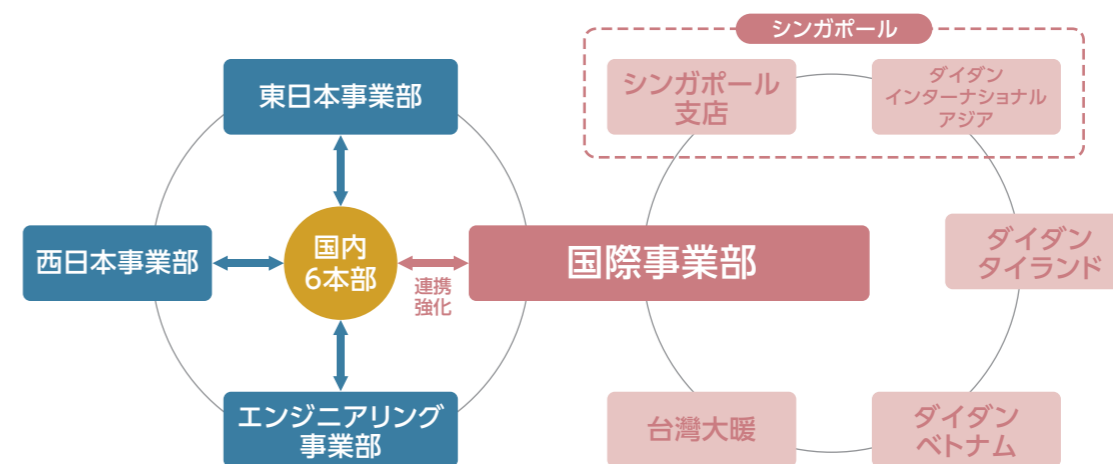 シンガポール
シンガポール
支店
ダイダン
インターナショナル
アジア
東日本事業部
西日本事業部
国内
6本部
連携
強化
国際事業部
ダイダン
タイランド
エンジニアリング
事業部
台灣大暖
ダイダン
ベトナム